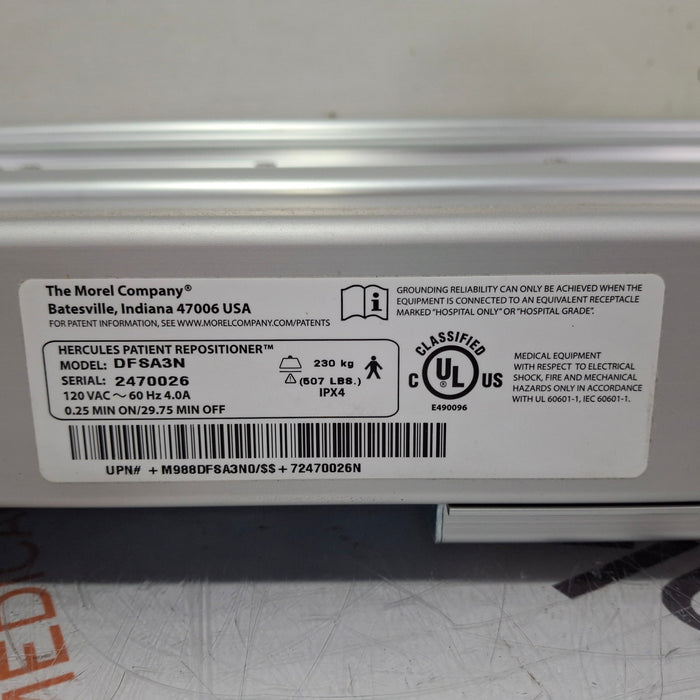 The Morel Company®
Batesville, Indiana 47006 USA
FOR PATENT INFORMATION, SEE WWW.MORELCOMPANY.COM/PATENTS
GROUNDING RELIABILITY CAN ONLY BE ACHIEVED WHEN THE
EQUIPMENT IS CONNECTED TO AN EQUIVALENT RECEPTACLE
MARKED "HOSPITAL ONLY" OR "HOSPITAL GRADE".
HERCULES PATIENT REPOSITIONER™
MODEL: DFSA3N
SERIAL: 2470026
120 VAC ~ 60 Hz 4.0A
0.25 MIN ON/29.75 MIN OFF
230 kg
(507 LBS.)
IPX4
CLASSIFIED
C UL US
E490096
MEDICAL EQUIPMENT
WITH RESPECT TO ELECTRICAL
SHOCK, FIRE AND MECHANICAL
HAZARDS ONLY IN ACCORDANCE
WITH UL 60601-1, IEC 60601-1.
UPN# +M988DFSA3N0/$$+72470026N
MEDICA